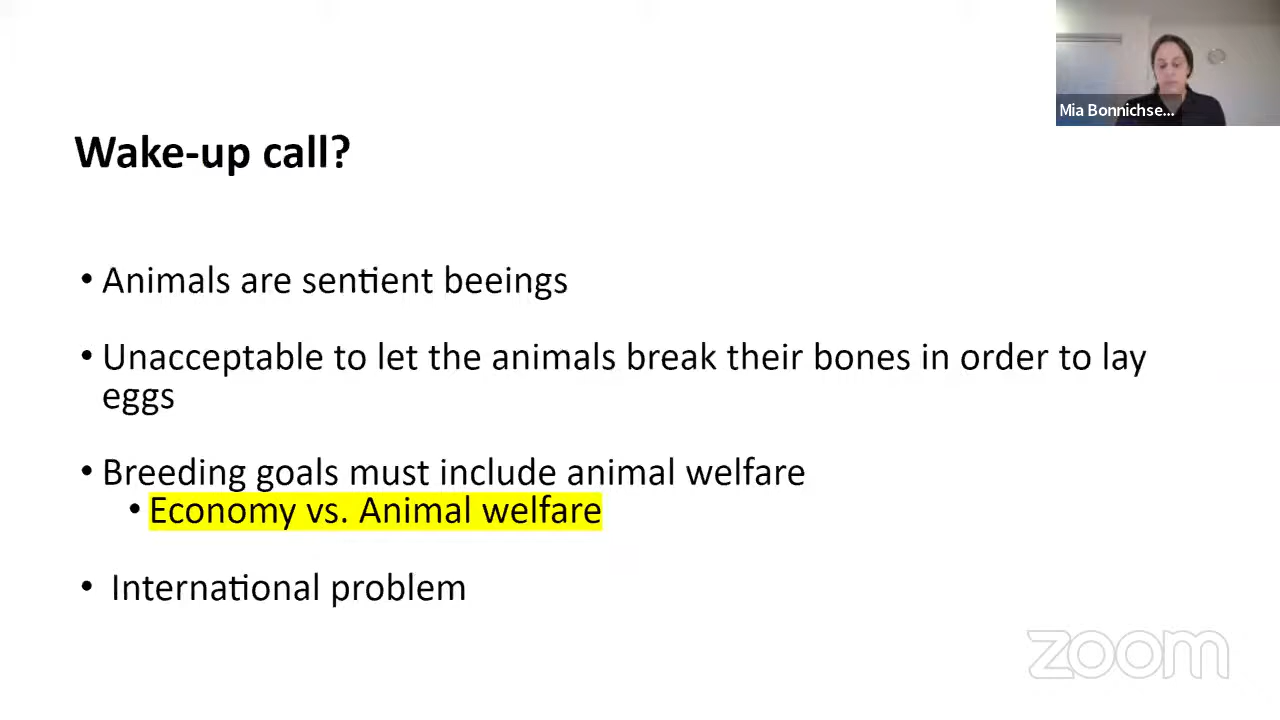 Mia Bonnichse...
Wake-up call?
• Animals are sentient beeings
• Unacceptable to let the animals break their bones in order to lay
eggs
• Breeding goals must include animal welfare
• Economy vs. Animal welfare
• International problem
zoom